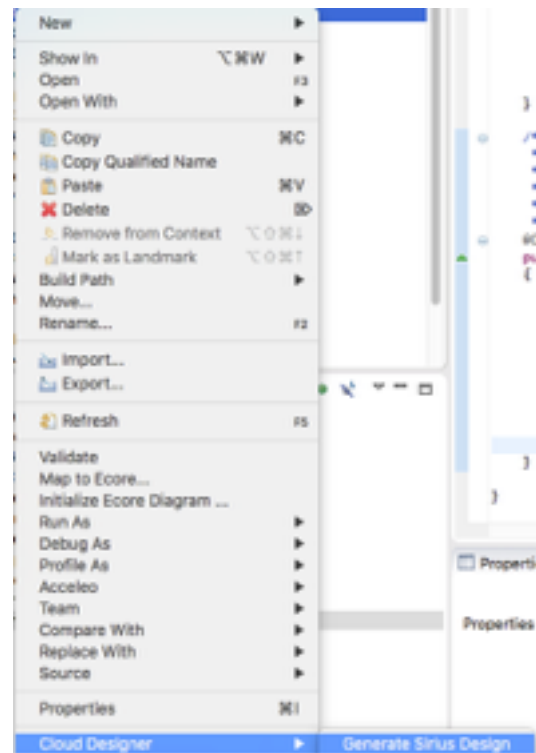 New
Show In ⌥⌘W
Open F3
Open With
Copy ⌘C
Copy Qualified Name
Paste ⌘V
Delete ⌦
Remove from Context ⌥⇧⌘↓
Mark as Landmark ⌥⇧⌘↑
Build Path
Move...
Rename... F2
Import...
Export...
Refresh F5
Validate
Map to Ecore...
Initialize Ecore Diagram ...
Run As
Debug As
Profile As
Acceleo
Team
Compare With
Replace With
Source
Properties ⌘I
Cloud Designer
Generate Sirius Design
}
/*
*
*
*
*
{
}
}
Properties